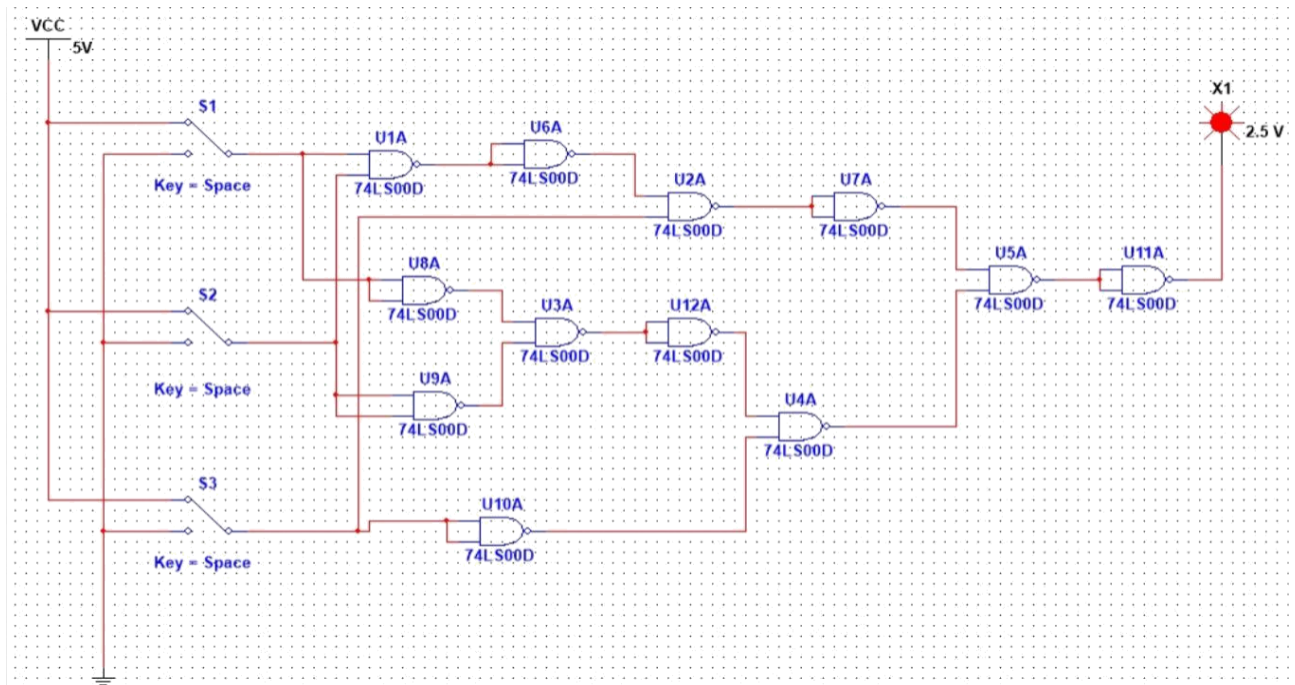 VCC
5V
S1
Key = Space
U1A
74LS00D
U6A
74LS00D
U2A
74LS00D
U7A
74LS00D
X1
2.5 V
U8A
74LS00D
U5A
74LS00D
U11A
74LS00D
S2
Key = Space
U3A
74LS00D
U12A
74LS00D
U9A
74LS00D
U4A
74LS00D
S3
Key = Space
U10A
74LS00D